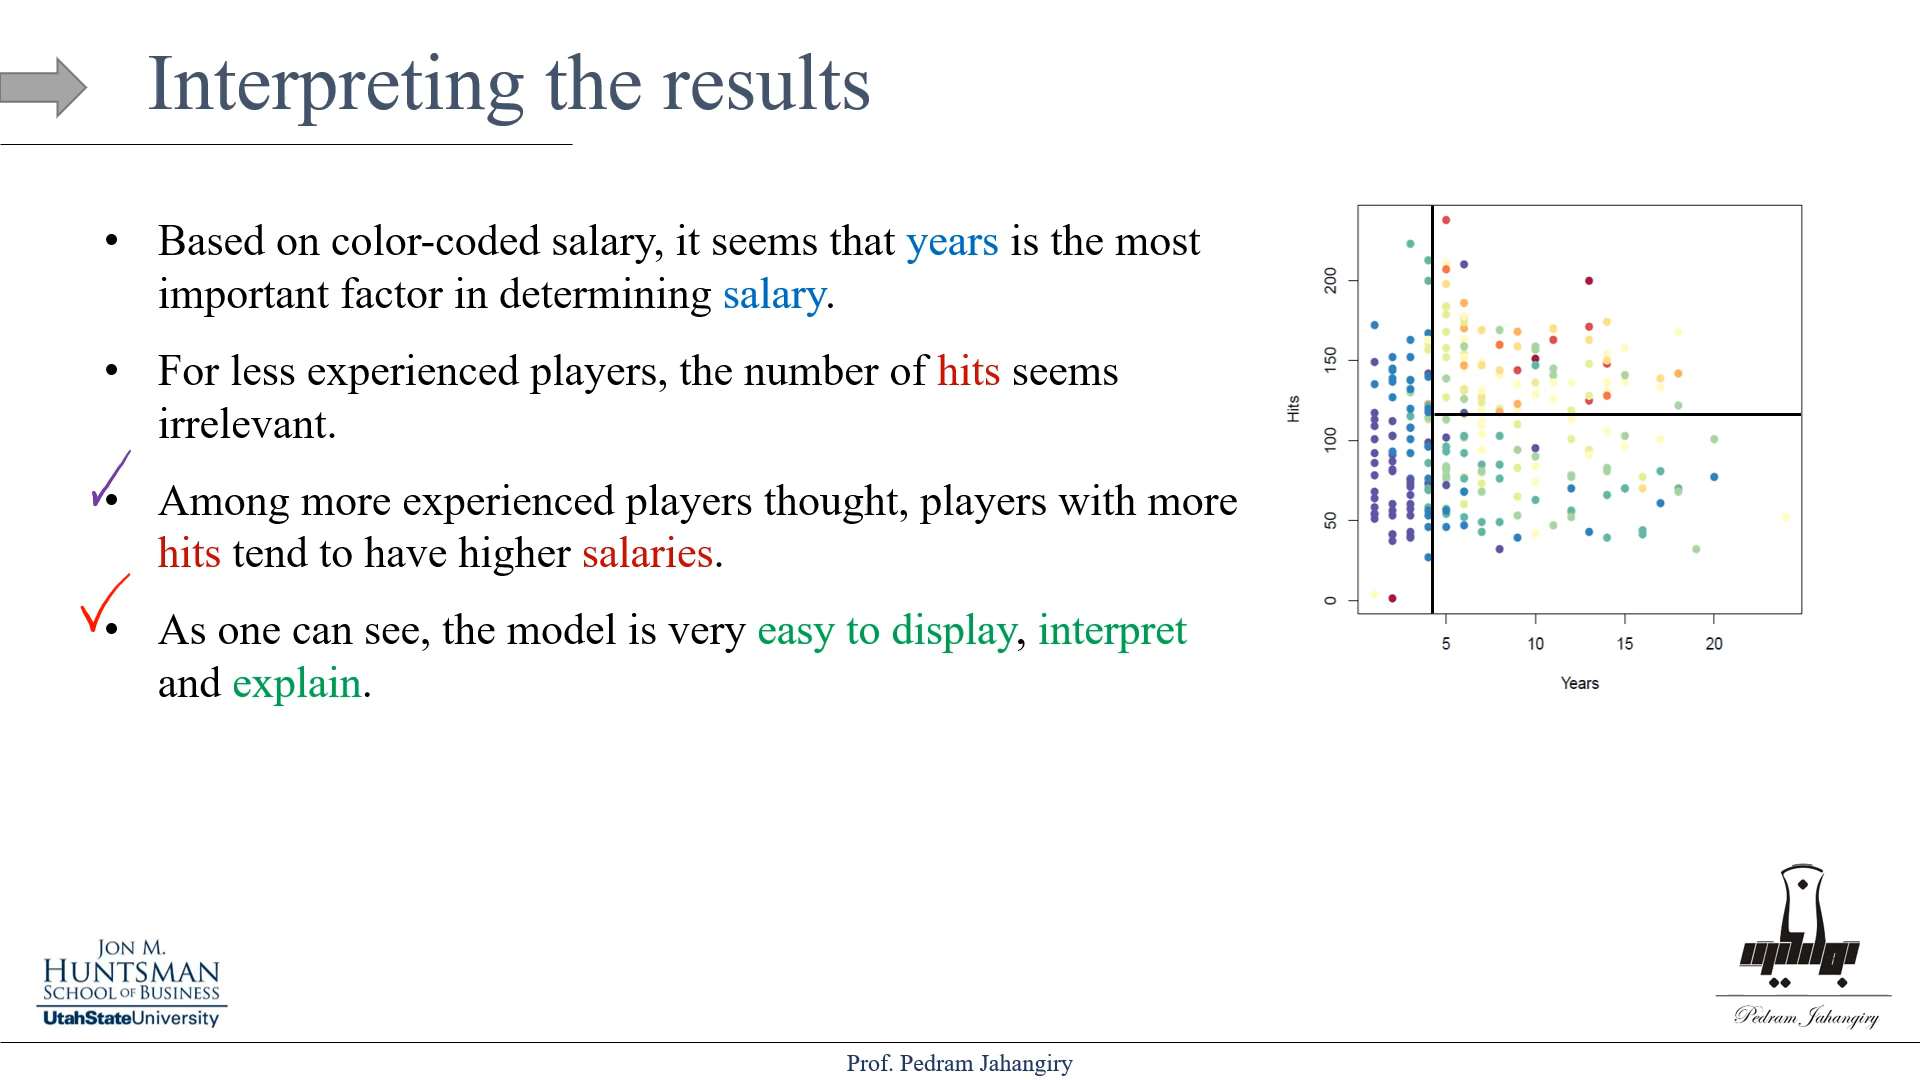 Interpreting the results
• Based on color-coded salary, it seems that years is the most
important factor in determining salary.
• For less experienced players, the number of hits seems
irrelevant.
• Among more experienced players thought, players with more
hits tend to have higher salaries.
• As one can see, the model is very easy to display, interpret
and explain.
Hits
200
150
100
50
0
5 10 15 20
Years
JON M.
HUNTSMAN
SCHOOL OF BUSINESS
UtahStateUniversity
Pedram Jahangiry
Prof. Pedram Jahangiry